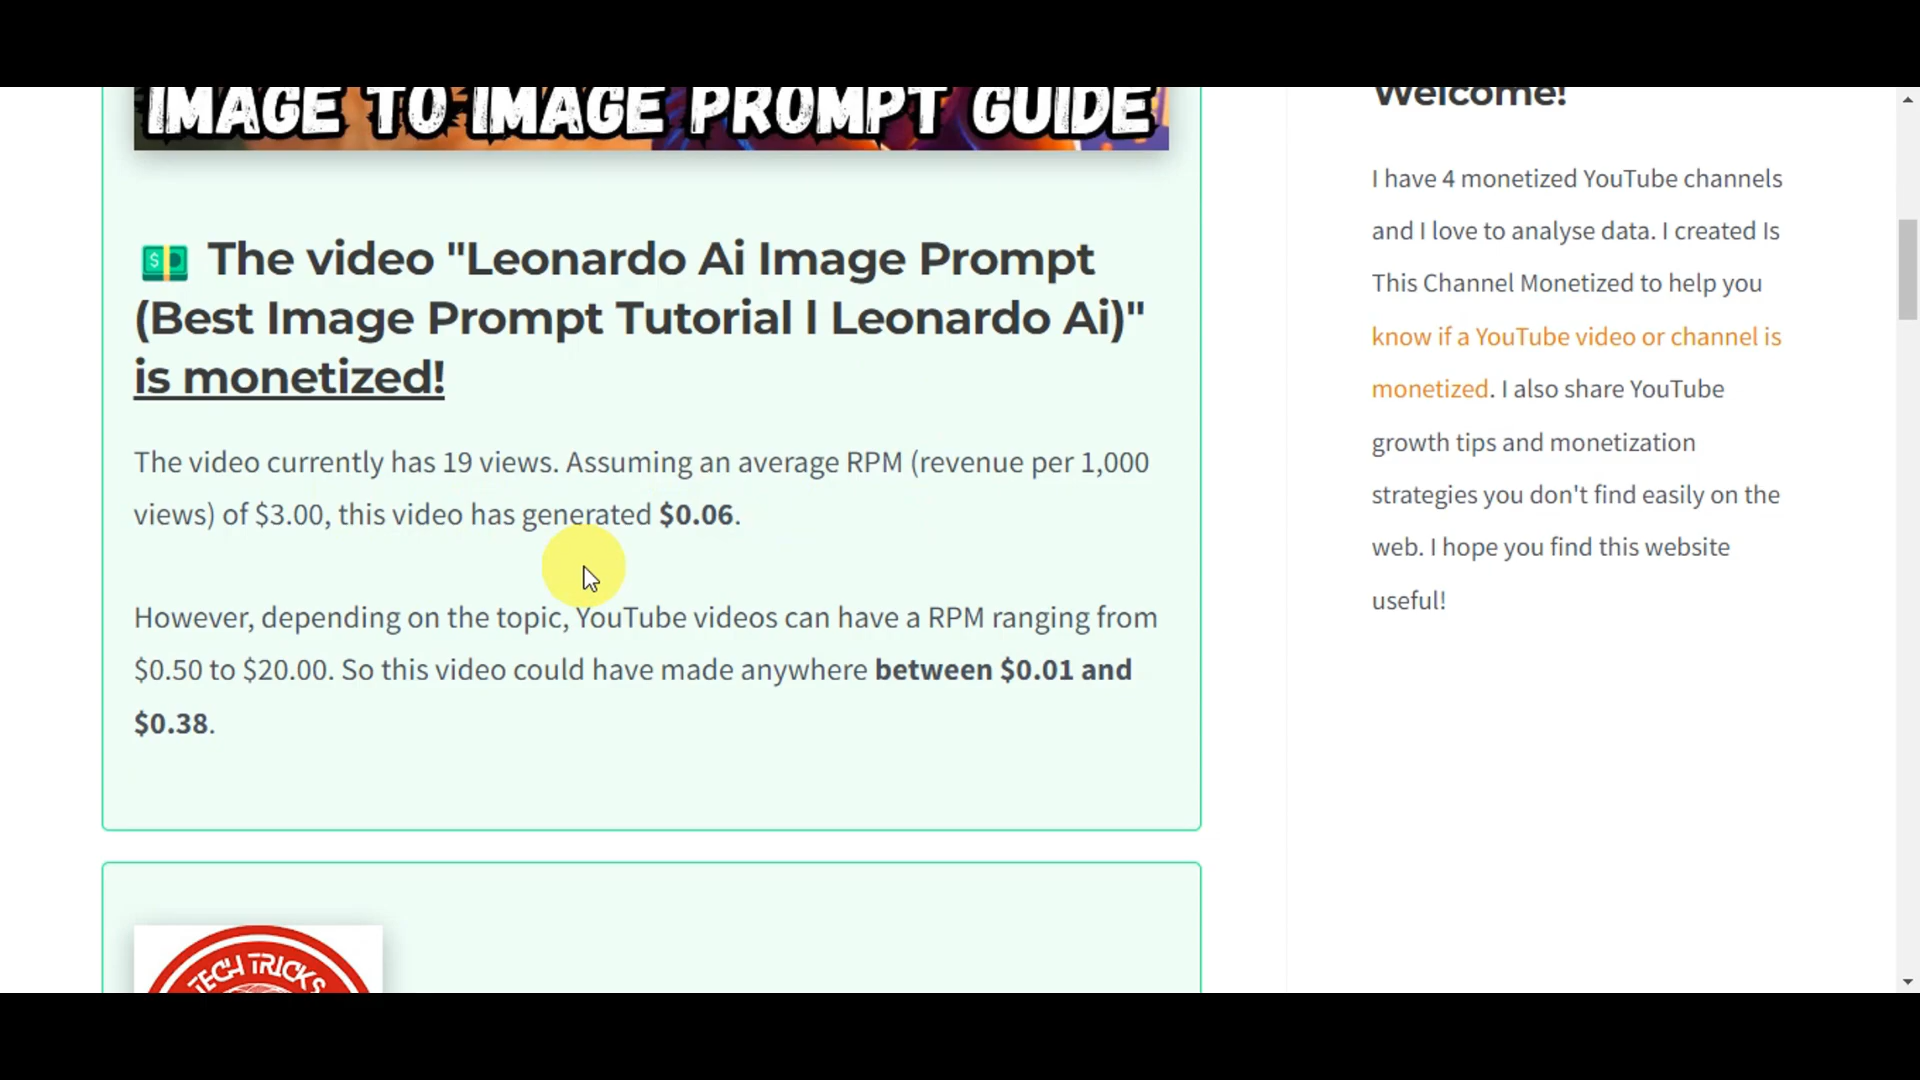 IMAGE TO IMAGE PROMPT GUIDE
The video "Leonardo Ai Image Prompt
(Best Image Prompt Tutorial l Leonardo Ai)"
is monetized!
The video currently has 19 views. Assuming an average RPM (revenue per 1,000
views) of $3.00, this video has generated $0.06.
However, depending on the topic, YouTube videos can have a RPM ranging from
$0.50 to $20.00. So this video could have made anywhere between $0.01 and
$0.38.
TECH TRICKS
Welcome!
I have 4 monetized YouTube channels
and I love to analyse data. I created Is
This Channel Monetized to help you
know if a YouTube video or channel is
monetized. I also share YouTube
growth tips and monetization
strategies you don't find easily on the
web. I hope you find this website
useful!